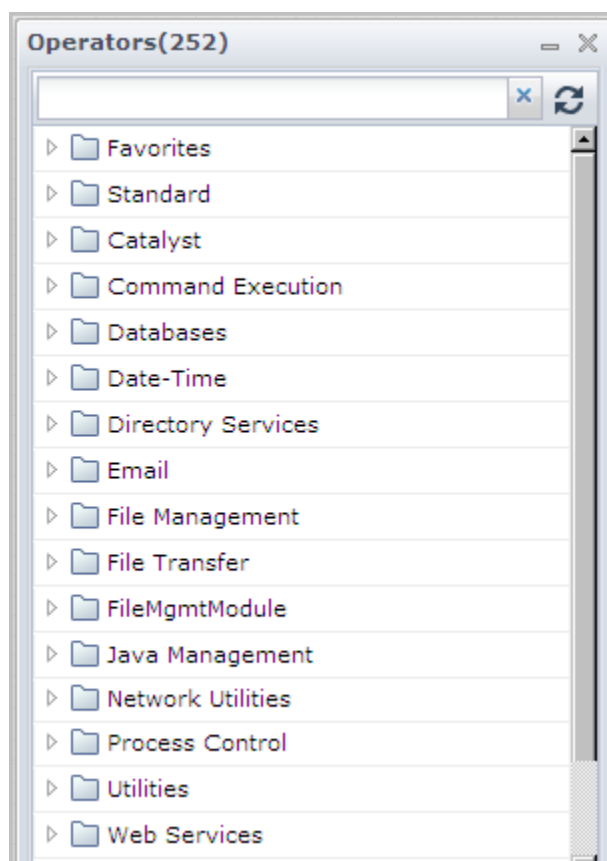 Operators(252)
Favorites
Standard
Catalyst
Command Execution
Databases
Date-Time
Directory Services
Email
File Management
File Transfer
FileMgmtModule
Java Management
Network Utilities
Process Control
Utilities
Web Services